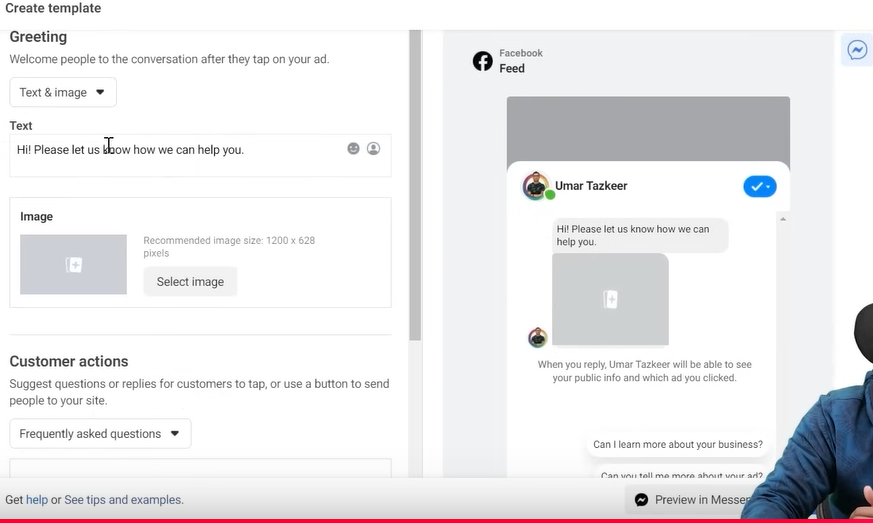 Create template
Greeting
Welcome people to the conversation after they tap on your ad.
Text & image
Text
Hi! Please let us know how we can help you.
Image
Recommended image size: 1200 x 628
pixels
Select image
Customer actions
Suggest questions or replies for customers to tap, or use a button to send
people to your site.
Frequently asked questions
Get help or See tips and examples.
Facebook
Feed
Umar Tazkeer
Hi! Please let us know how we can
help you.
When you reply, Umar Tazkeer will be able to see
your public info and which ad you clicked.
Can I learn more about your business?
Can you tell me more about your ad?
Preview in